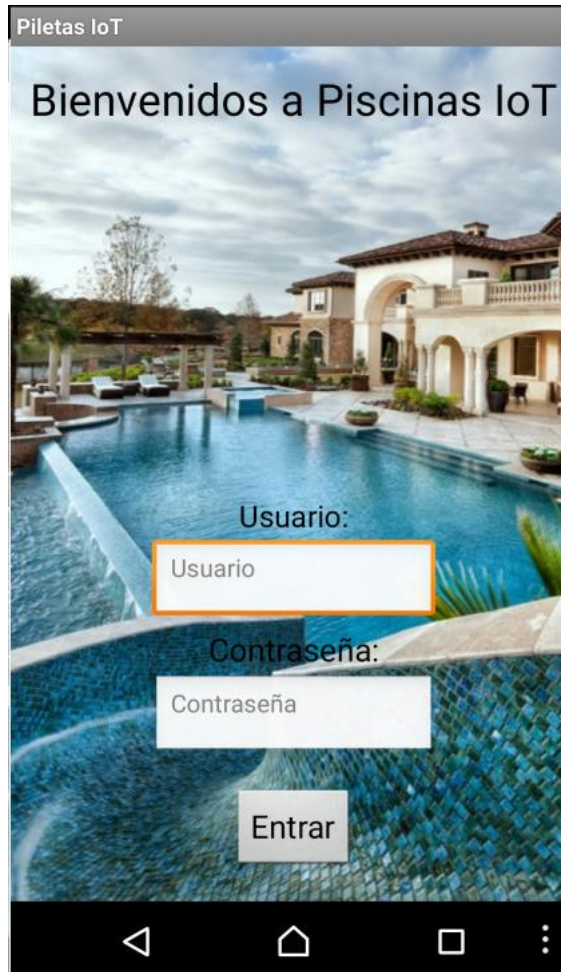 Piletas IoT
Bienvenidos a Piscinas IoT
Usuario:
Usuario
Contraseña:
Contraseña
Entrar